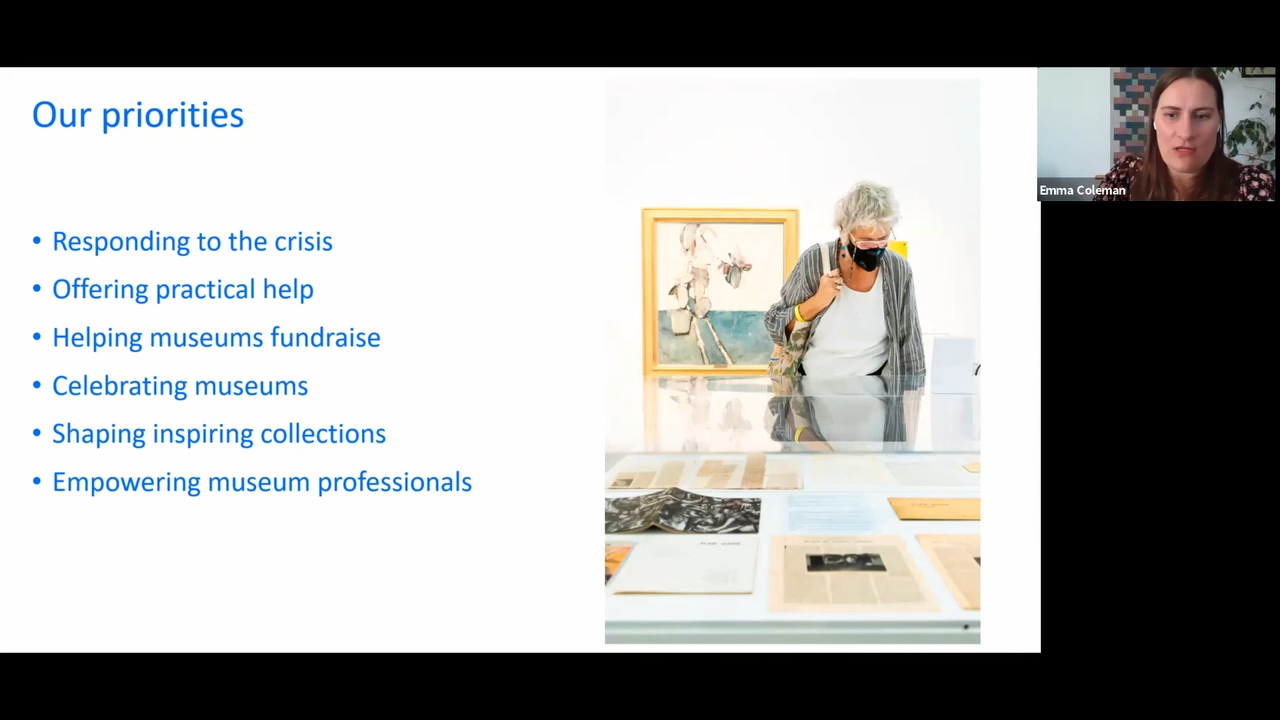 Our priorities
• Responding to the crisis
• Offering practical help
• Helping museums fundraise
• Celebrating museums
• Shaping inspiring collections
• Empowering museum professionals
Emma Coleman